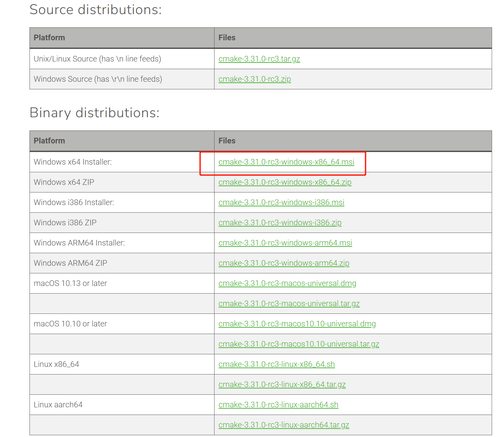 Source distributions:
Platform Files
Unix/Linux Source (has \n line feeds) cmake-3.31.0-rc3.tar.gz
Windows Source (has \r\n line feeds) cmake-3.31.0-rc3.zip
Binary distributions:
Platform Files
Windows x64 Installer: cmake-3.31.0-rc3-windows-x86_64.msi
Windows x64 ZIP cmake-3.31.0-rc3-windows-x86_64.zip
Windows i386 Installer: cmake-3.31.0-rc3-windows-i386.msi
Windows i386 ZIP cmake-3.31.0-rc3-windows-i386.zip
Windows ARM64 Installer: cmake-3.31.0-rc3-windows-arm64.msi
Windows ARM64 ZIP cmake-3.31.0-rc3-windows-arm64.zip
macOS 10.13 or later cmake-3.31.0-rc3-macos-universal.dmg
cmake-3.31.0-rc3-macos-universal.tar.gz
macOS 10.10 or later cmake-3.31.0-rc3-macos10.10-universal.dmg
cmake-3.31.0-rc3-macos10.10-universal.tar.gz
Linux x86_64 cmake-3.31.0-rc3-linux-x86_64.sh
cmake-3.31.0-rc3-linux-x86_64.tar.gz
Linux aarch64 cmake-3.31.0-rc3-linux-aarch64.sh
cmake-3.31.0-rc3-linux-aarch64.tar.gz